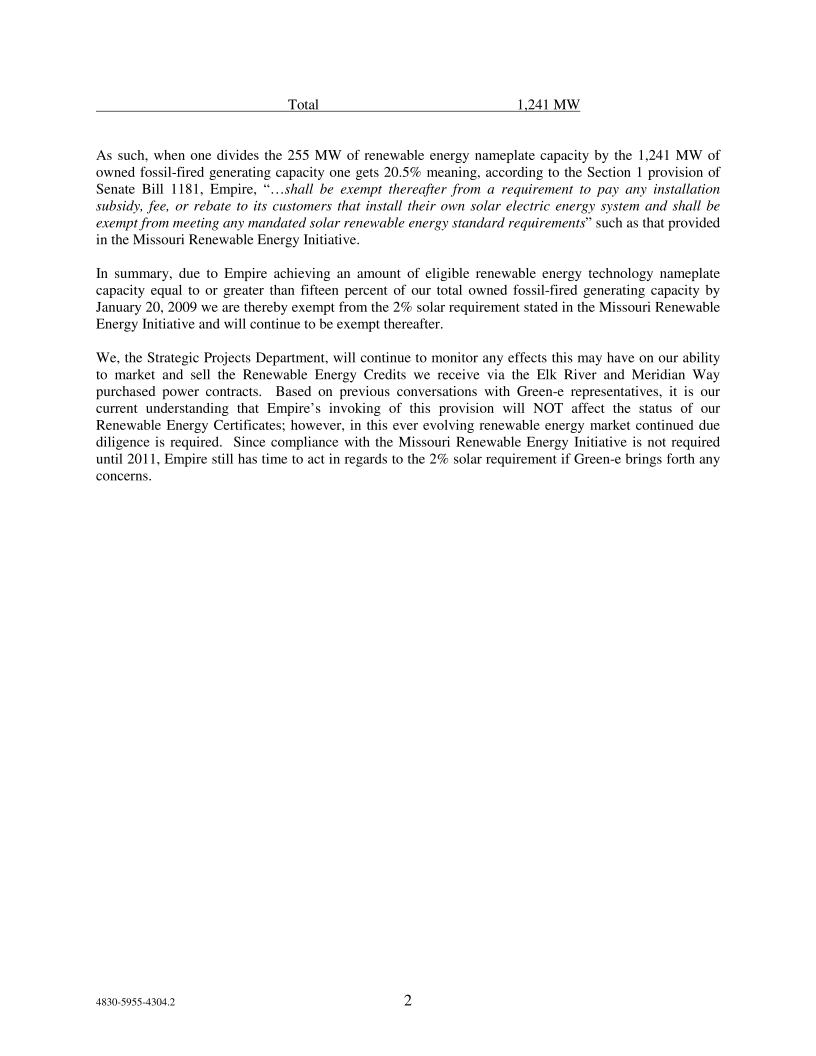 Total 1,241 MW
As such, when one divides the 255 MW of renewable energy nameplate capacity by the 1,241 MW of
owned fossil-fired generating capacity one gets 20.5% meaning, according to the Section 1 provision of
Senate Bill 1181, Empire, “…shall be exempt thereafter from a requirement to pay any installation
subsidy, fee, or rebate to its customers that install their own solar electric energy system and shall be
exempt from meeting any mandated solar renewable energy standard requirements” such as that provided
in the Missouri Renewable Energy Initiative.
In summary, due to Empire achieving an amount of eligible renewable energy technology nameplate
capacity equal to or greater than fifteen percent of our total owned fossil-fired generating capacity by
January 20, 2009 we are thereby exempt from the 2% solar requirement stated in the Missouri Renewable
Energy Initiative and will continue to be exempt thereafter.
We, the Strategic Projects Department, will continue to monitor any effects this may have on our ability
to market and sell the Renewable Energy Credits we receive via the Elk River and Meridian Way
purchased power contracts. Based on previous conversations with Green-e representatives, it is our
current understanding that Empire’s invoking of this provision will NOT affect the status of our
Renewable Energy Certificates; however, in this ever evolving renewable energy market continued due
diligence is required. Since compliance with the Missouri Renewable Energy Initiative is not required
until 2011, Empire still has time to act in regards to the 2% solar requirement if Green-e brings forth any
concerns.
4830-5955-4304.2 2